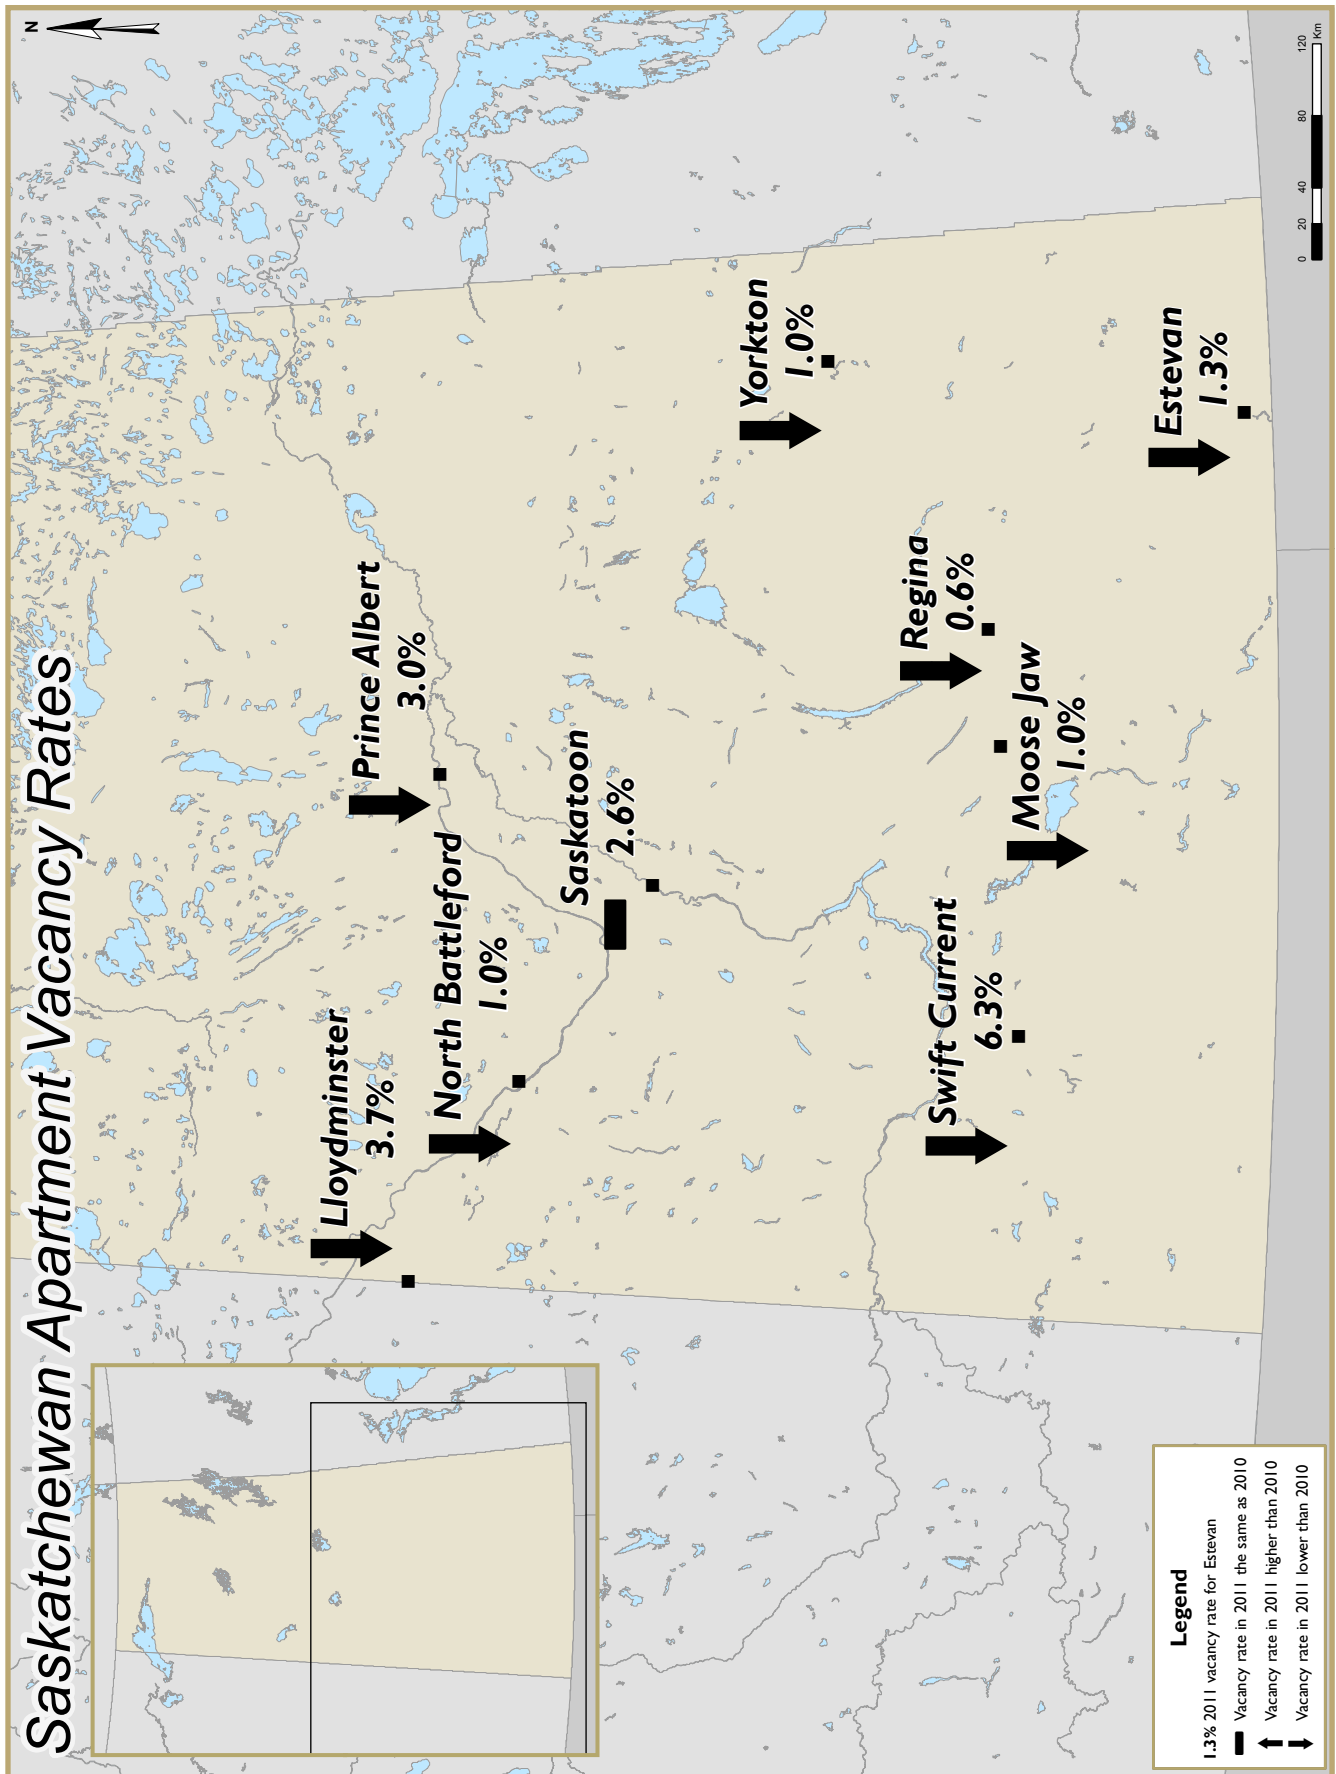 Saskatchewan Apartment Vacancy Rates
N
Lloydminster
3.7%
Prince Albert
3.0%
North Battleford
1.0%
Saskatoon
2.6%
Yorkton
1.0%
Regina
0.6%
Swift Current
6.3%
Moose Jaw
1.0%
Estevan
1.3%
Legend
1.3% 2011 vacancy rate for Estevan
Vacancy rate in 2011 the same as 2010
Vacancy rate in 2011 higher than 2010
Vacancy rate in 2011 lower than 2010
0 20 40 80 120
Km